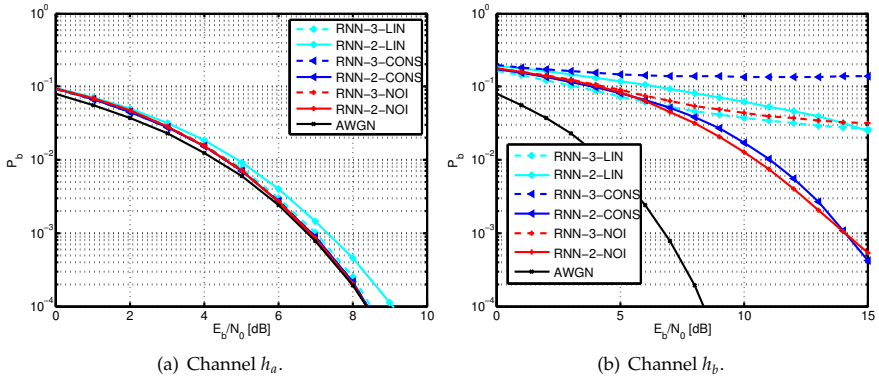 10^0
10^-1
10^-2
10^-3
10^-4
P_b
0 2 4 6 8 10
E_b/N_0 [dB]
RNN-3-LIN
RNN-2-LIN
RNN-3-CONS
RNN-2-CONS
RNN-3-NOI
RNN-2-NOI
AWGN
(a) Channel h_a.
10^0
10^-1
10^-2
10^-3
10^-4
P_b
0 5 10 15
E_b/N_0 [dB]
RNN-3-LIN
RNN-2-LIN
RNN-3-CONS
RNN-2-CONS
RNN-3-NOI
RNN-2-NOI
AWGN
(b) Channel h_b.